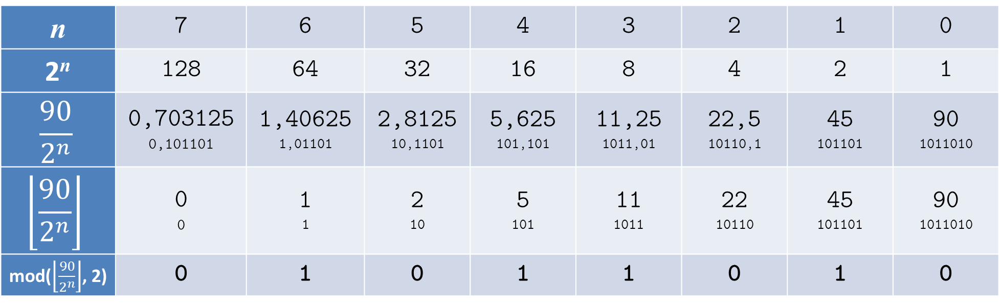 n 7 6 5 4 3 2 1 0
2ⁿ 128 64 32 16 8 4 2 1
90/2ⁿ 0,703125 1,40625 2,8125 5,625 11,25 22,5 45 90
0,101101 1,01101 10,1101 101,101 1011,01 10110,1 101101 1011010
⌊90/2ⁿ⌋ 0 1 2 5 11 22 45 90
0 1 10 101 1011 10110 101101 1011010
mod(⌊90/2ⁿ⌋, 2) 0 1 0 1 1 0 1 0